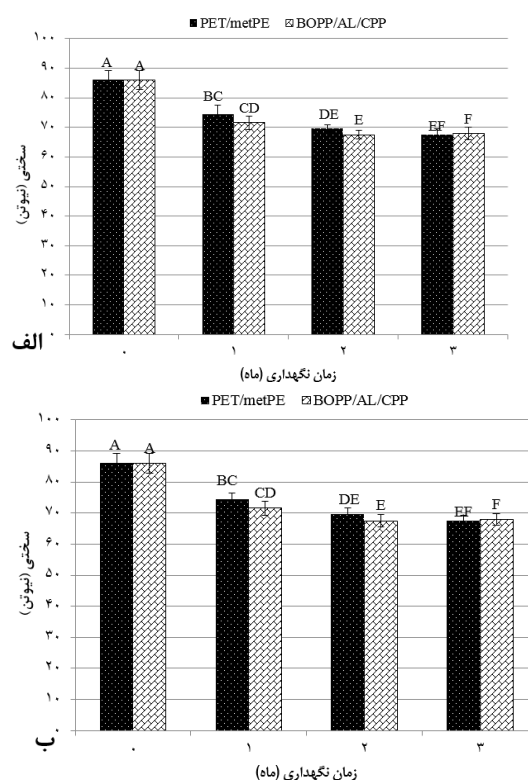 PET/metPE BOPP/AL/CPP
۱۰۰
۹۰
۸۰
۷۰
۶۰
۵۰
۴۰
۳۰
۲۰
۱۰
۰
سختی (نیوتن)
A A
BC CD
DE E
EF F
۰ ۱ ۲ ۳
زمان نگهداری (ماه)
الف
PET/metPE BOPP/AL/CPP
۱۰۰
۹۰
۸۰
۷۰
۶۰
۵۰
۴۰
۳۰
۲۰
۱۰
۰
سختی (نیوتن)
A A
BC CD
DE E
EF F
۰ ۱ ۲ ۳
زمان نگهداری (ماه)
ب